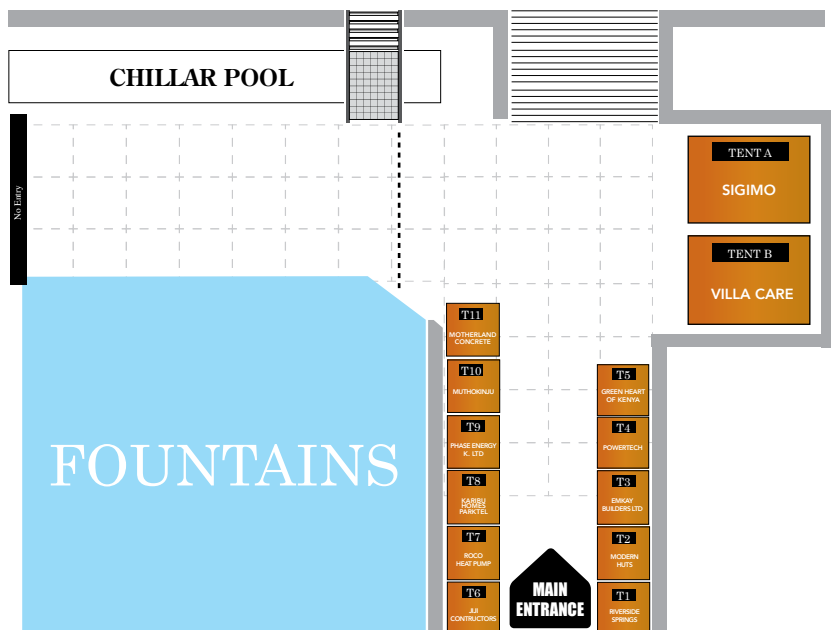 CHILLAR POOL
No Entry
TENT A
SIGIMO
TENT B
VILLA CARE
FOUNTAINS
T11
MOTHERLAND
CONCRETE
T10
MUTHOKINJU
T9
PHASE ENERGY
K. LTD
T8
KARIBU
HOMES
PARKTEL
T7
ROCO
HEAT PUMP
T6
JIJI
CONTRUCTORS
T5
GREEN HEART
OF KENYA
T4
POWERTECH
T3
EMKAY
BUILDERS LTD
T2
MODERN
HUTS
T1
RIVERSIDE
SPRINGS
MAIN
ENTRANCE